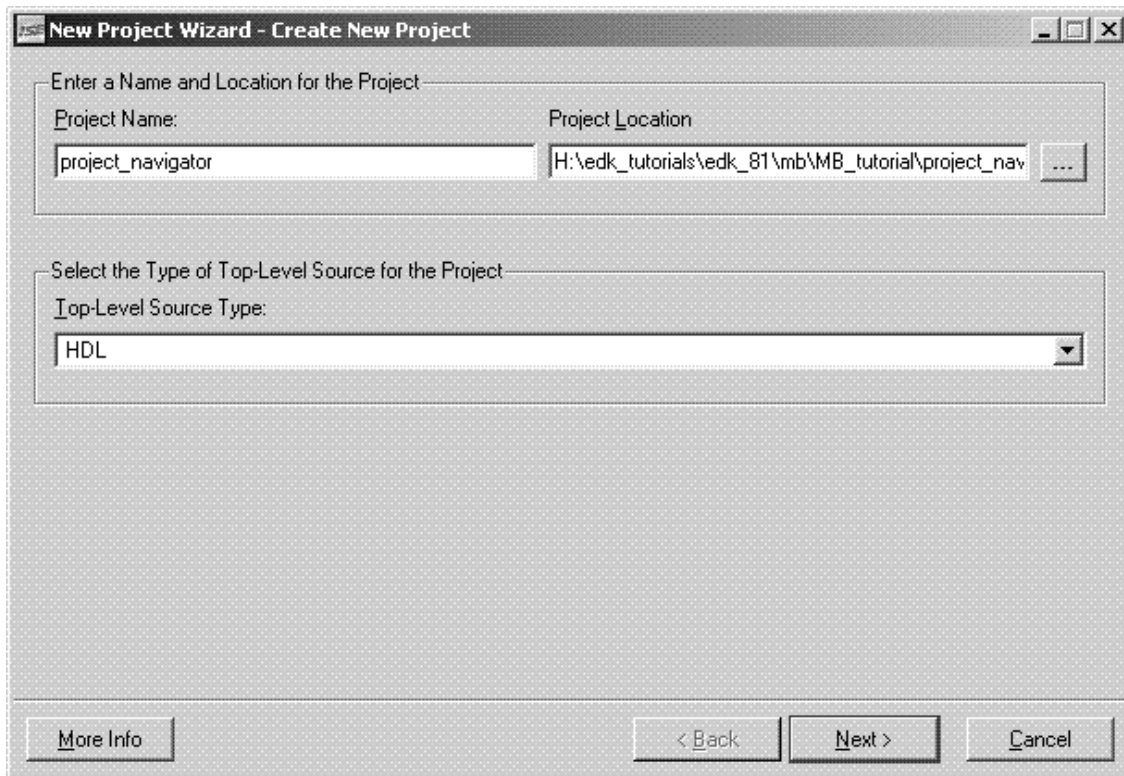 New Project Wizard - Create New Project
Enter a Name and Location for the Project
Project Name:
Project Location
project_navigator
H:\edk_tutorials\edk_81\mb\MB_tutorial\project_nav
...
Select the Type of Top-Level Source for the Project
Top-Level Source Type:
HDL
More Info
< Back
Next >
Cancel